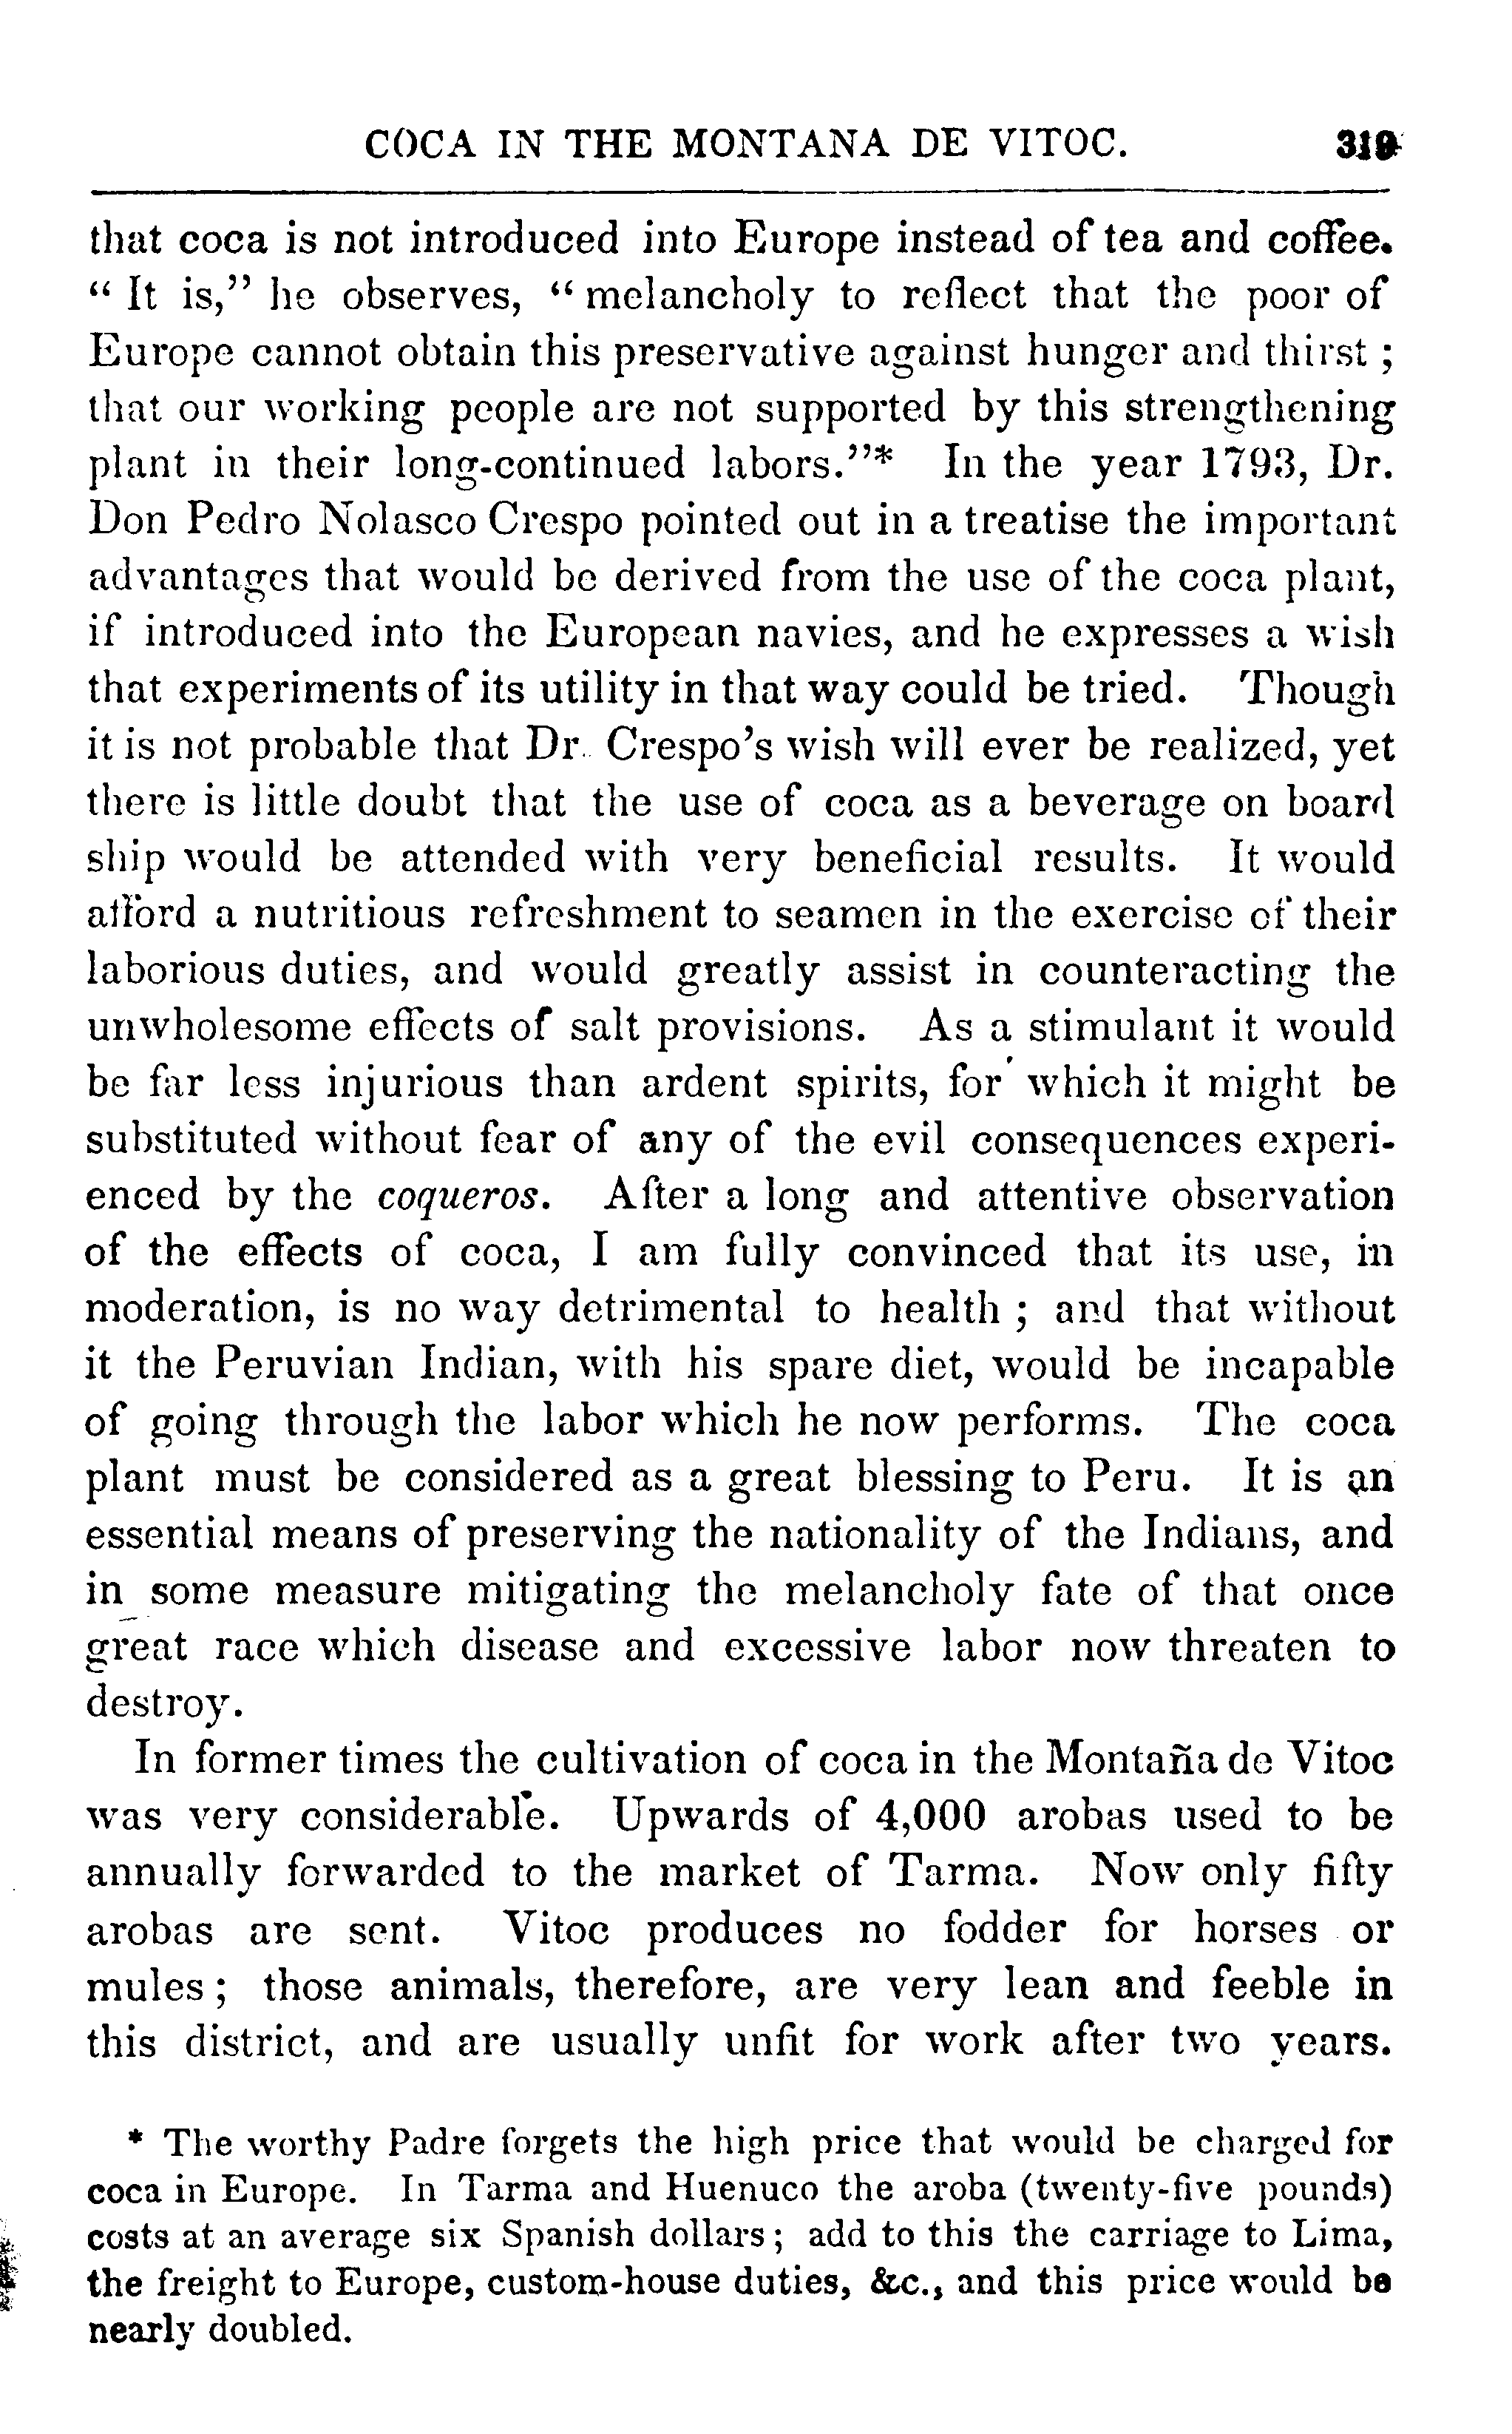 COCA IN THE MONTANA DE VITOC. 319
that coca is not introduced into Europe instead of tea and coffee.
“ It is,” he observes, “ melancholy to reflect that the poor of
Europe cannot obtain this preservative against hunger and thirst ;
that our working people are not supported by this strengthening
plant in their long-continued labors.”* In the year 1793, Dr.
Don Pedro Nolasco Crespo pointed out in a treatise the important
advantages that would be derived from the use of the coca plant,
if introduced into the European navies, and he expresses a wish
that experiments of its utility in that way could be tried. Though
it is not probable that Dr. Crespo’s wish will ever be realized, yet
there is little doubt that the use of coca as a beverage on board
ship would be attended with very beneficial results. It would
afford a nutritious refreshment to seamen in the exercise of their
laborious duties, and would greatly assist in counteracting the
unwholesome effects of salt provisions. As a stimulant it would
be far less injurious than ardent spirits, for which it might be
substituted without fear of any of the evil consequences experi-
enced by the coqueros. After a long and attentive observation
of the effects of coca, I am fully convinced that its use, in
moderation, is no way detrimental to health ; and that without
it the Peruvian Indian, with his spare diet, would be incapable
of going through the labor which he now performs. The coca
plant must be considered as a great blessing to Peru. It is an
essential means of preserving the nationality of the Indians, and
in some measure mitigating the melancholy fate of that once
great race which disease and excessive labor now threaten to
destroy.
In former times the cultivation of coca in the Montaña de Vitoc
was very considerable. Upwards of 4,000 arobas used to be
annually forwarded to the market of Tarma. Now only fifty
arobas are sent. Vitoc produces no fodder for horses or
mules ; those animals, therefore, are very lean and feeble in
this district, and are usually unfit for work after two years.
* The worthy Padre forgets the high price that would be charged for
coca in Europe. In Tarma and Huenuco the aroba (twenty-five pounds)
costs at an average six Spanish dollars ; add to this the carriage to Lima,
the freight to Europe, custom-house duties, &c., and this price would be
nearly doubled.